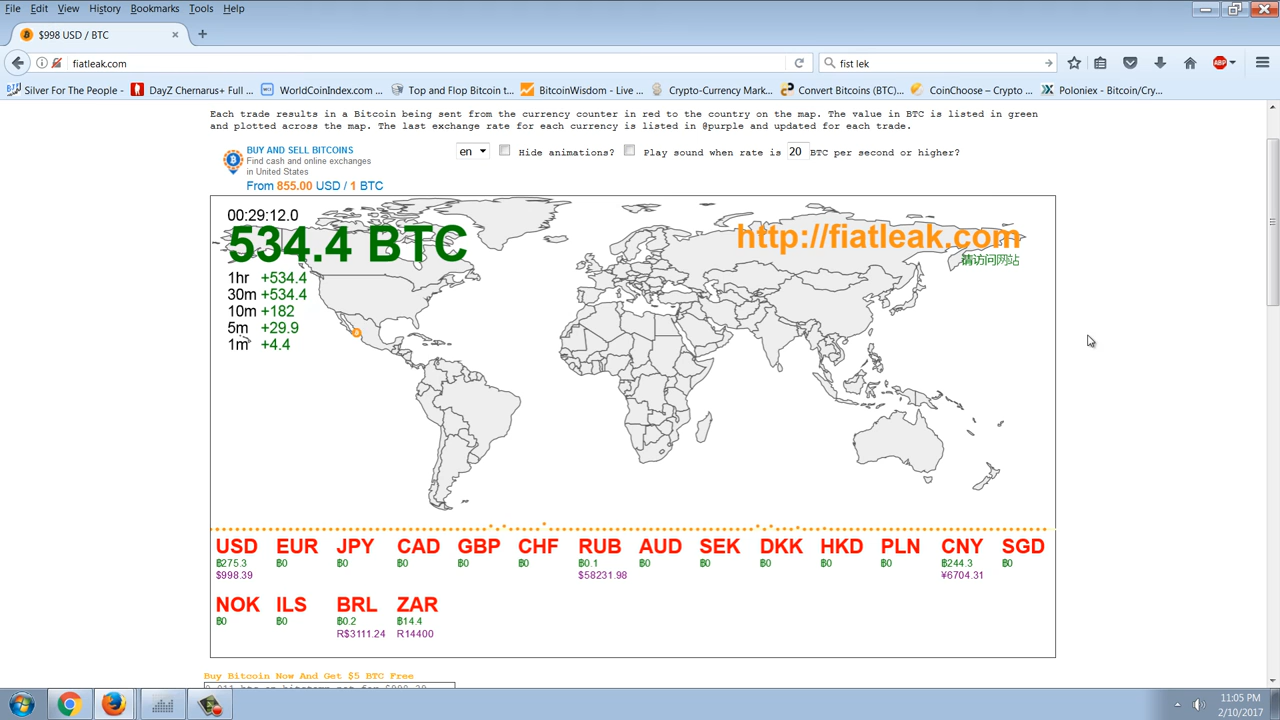 File Edit View History Bookmarks Tools Help
$998 USD / BTC
fiatleak.com
fist lek
Silver For The People - DayZ Chernarus+ Full ... WorldCoinIndex.com ... Top and Flop Bitcoin t... BitcoinWisdom - Live ... Crypto-Currency Mark... Convert Bitcoins (BTC)... CoinChoose – Crypto ... Poloniex - Bitcoin/Cry...
Each trade results in a Bitcoin being sent from the currency counter in red to the country on the map. The value in BTC is listed in green
and plotted across the map. The last exchange rate for each currency is listed in @purple and updated for each trade.
BUY AND SELL BITCOINS
Find cash and online exchanges
in United States
From 855.00 USD / 1 BTC
en Hide animations? Play sound when rate is 20 BTC per second or higher?
00:29:12.0
534.4 BTC
http://fiatleak.com
请访问网站
1hr +534.4
30m +534.4
10m +182
5m +29.9
1m +4.4
USD EUR JPY CAD GBP CHF RUB AUD SEK DKK HKD PLN CNY SGD
฿275.3 ฿0 ฿0 ฿0 ฿0 ฿0 ฿0.1 ฿0 ฿0 ฿0 ฿0 ฿0 ฿244.3 ฿0
$998.39 $58231.98 ¥6704.31
NOK ILS BRL ZAR
฿0 ฿0 ฿0.2 ฿14.4
R$3111.24 R14400
Buy Bitcoin Now And Get $5 BTC Free
11:05 PM
2/10/2017